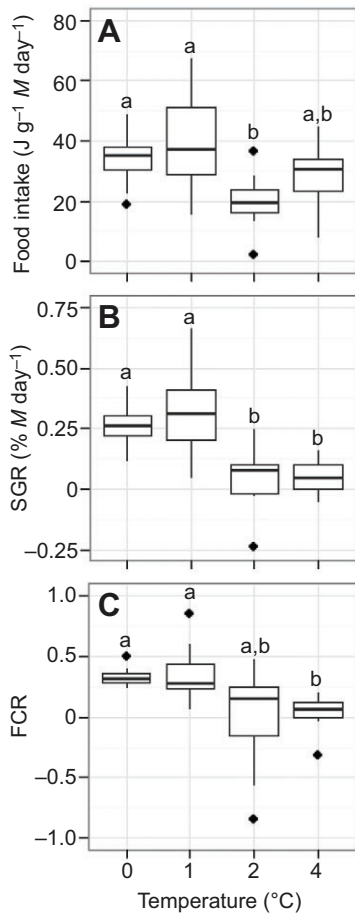 A
Food intake (J g⁻¹ M day⁻¹)
80
60
40
20
0
a
a
b
a,b
B
SGR (% M day⁻¹)
0.75
0.50
0.25
0
–0.25
a
a
b
b
C
FCR
1.0
0.5
0
–0.5
–1.0
a
a
a,b
b
0 1 2 4
Temperature (°C)